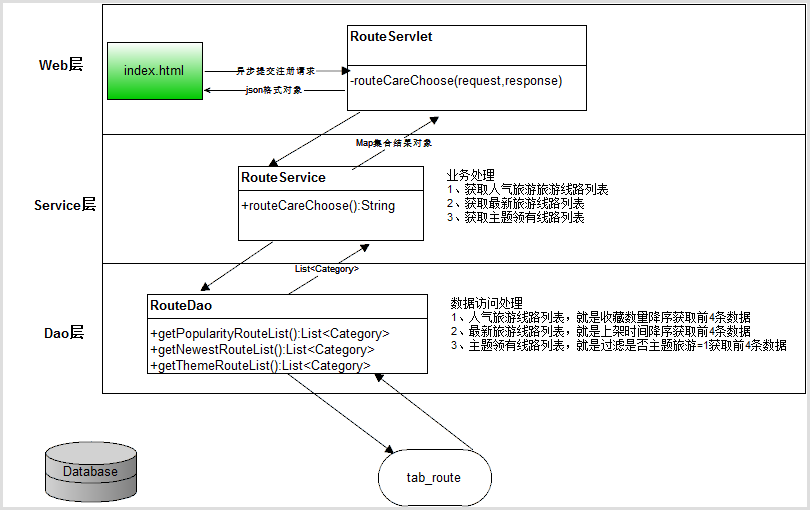 Web层
index.html
异步提交注册请求
json格式对象
RouteServlet
-routeCareChoose(request,response)
Map集合结果对象
Service层
RouteService
+routeCareChoose():String
业务处理
1、获取人气旅游旅游线路列表
2、获取最新旅游线路列表
3、获取主题领有线路列表
List<Category>
Dao层
RouteDao
+getPopularityRouteList():List<Category>
+getNewestRouteList():List<Category>
+getThemeRouteList():List<Category>
数据访问处理
1、人气旅游线路列表，就是收藏数量降序获取前4条数据
2、最新旅游线路列表，就是上架时间降序获取前4条数据
3、主题领有线路列表，就是过滤是否主题旅游=1获取前4条数据
Database
tab_route